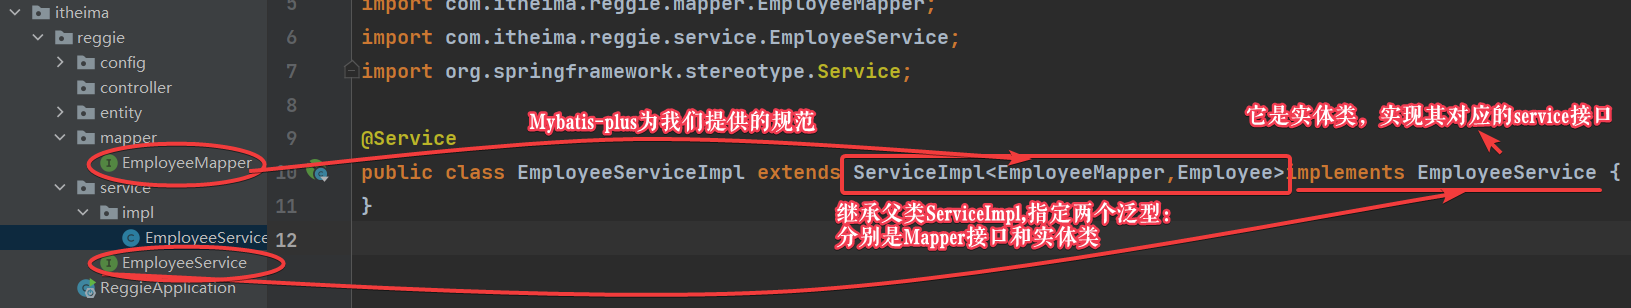 itheima
reggie
config
controller
entity
mapper
EmployeeMapper
service
impl
EmployeeService
EmployeeService
ReggieApplication
5 import com.itheima.reggie.mapper.EmployeeMapper;
6 import com.itheima.reggie.service.EmployeeService;
7 import org.springframework.stereotype.Service;
8
9 @Service
10 public class EmployeeServiceImpl extends ServiceImpl<EmployeeMapper,Employee>implements EmployeeService {
11 }
12
Mybatis-plus为我们提供的规范
它是实体类，实现其对应的service接口
继承父类ServiceImpl,指定两个泛型：
分别是Mapper接口和实体类